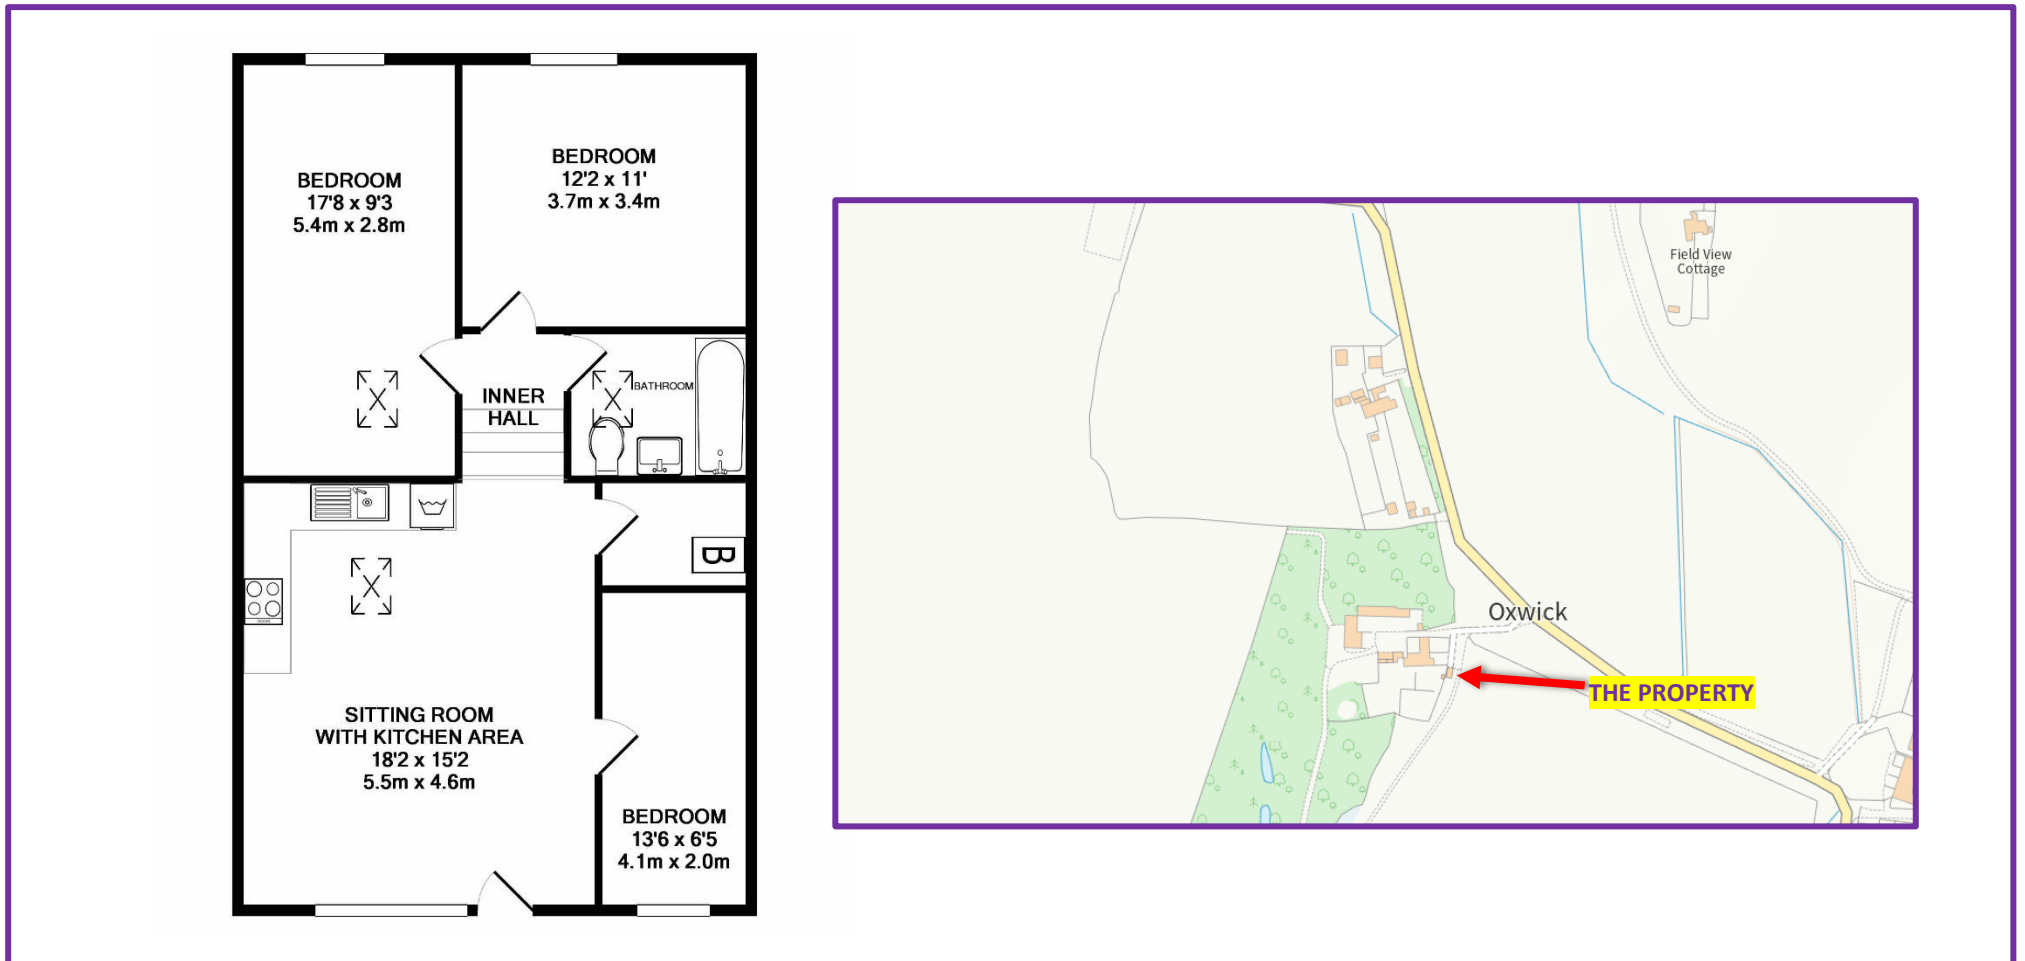 BEDROOM
17'8 x 9'3
5.4m x 2.8m
BEDROOM
12'2 x 11'
3.7m x 3.4m
INNER
HALL
BATHROOM
B
SITTING ROOM
WITH KITCHEN AREA
18'2 x 15'2
5.5m x 4.6m
BEDROOM
13'6 x 6'5
4.1m x 2.0m
Field View
Cottage
Oxwick
THE PROPERTY